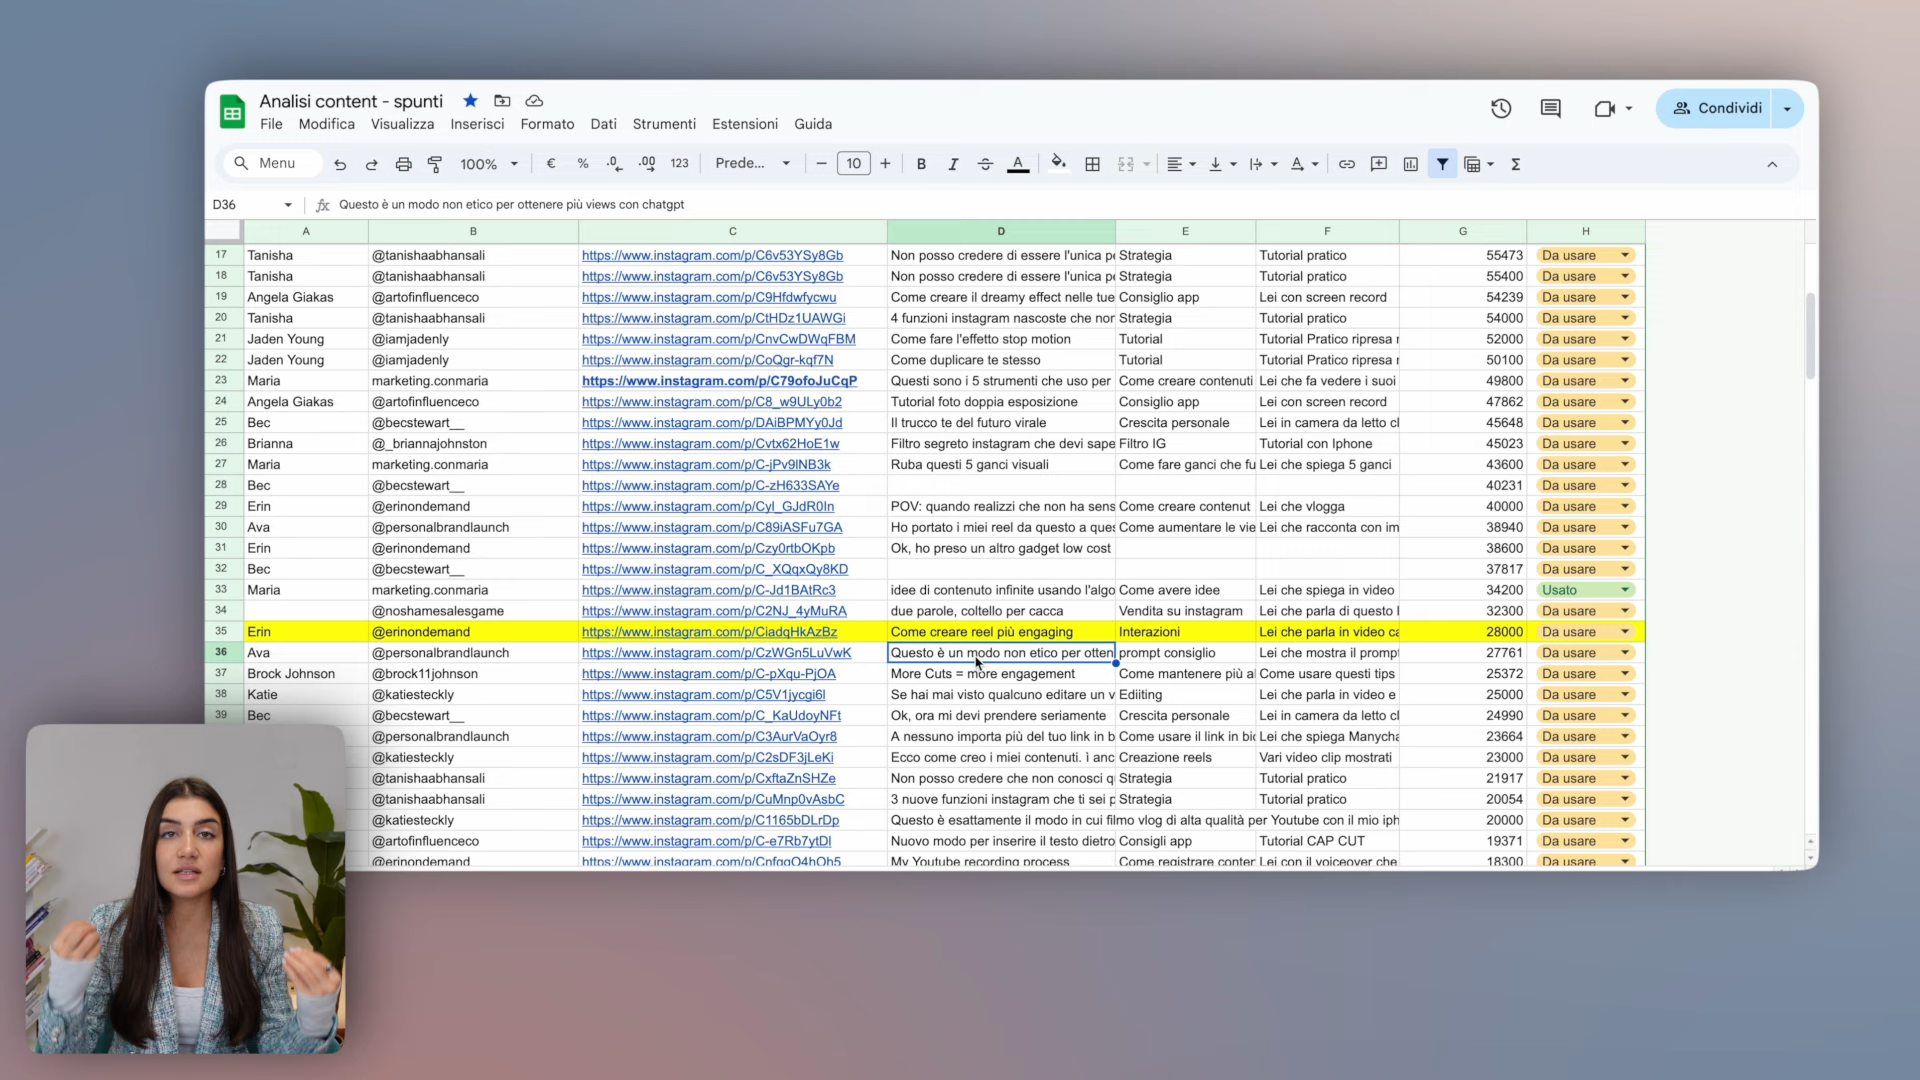 Analisi content - spunti
File Modifica Visualizza Inserisci Formato Dati Strumenti Estensioni Guida
Condividi
Menu 100% € % .0 .00 123 Prede... 10 B I A Σ
D36 fx Questo è un modo non etico per ottenere più views con chatgpt
A B C D E F G H
17 Tanisha @tanishaabhansali https://www.instagram.com/p/C6v53YSy8Gb Non posso credere di essere l'unica pe Strategia Tutorial pratico 55473 Da usare
18 Tanisha @tanishaabhansali https://www.instagram.com/p/C6v53YSy8Gb Non posso credere di essere l'unica pe Strategia Tutorial pratico 55400 Da usare
19 Angela Giakas @artofinfluenceco https://www.instagram.com/p/C9Hfdwfycwu Come creare il dreamy effect nelle tue Consiglio app Lei con screen record 54239 Da usare
20 Tanisha @tanishaabhansali https://www.instagram.com/p/CtHDz1UAWGi 4 funzioni instagram nascoste che nor Strategia Tutorial pratico 54000 Da usare
21 Jaden Young @iamjadenly https://www.instagram.com/p/CnvCwDWqFBM Come fare l'effetto stop motion Tutorial Tutorial Pratico ripresa 52000 Da usare
22 Jaden Young @iamjadenly https://www.instagram.com/p/CoQgr-kqf7N Come duplicare te stesso Tutorial Tutorial Pratico ripresa 50100 Da usare
23 Maria marketing.conmaria https://www.instagram.com/p/C79ofoJuCqP Questi sono i 5 strumenti che uso per Come creare contenuti Lei che fa vedere i suoi 49800 Da usare
24 Angela Giakas @artofinfluenceco https://www.instagram.com/p/C8_w9ULy0b2 Tutorial foto doppia esposizione Consiglio app Lei con screen record 47862 Da usare
25 Bec @becstewart__ https://www.instagram.com/p/DAiBPMYy0Jd Il trucco te del futuro virale Crescita personale Lei in camera da letto cl 45648 Da usare
26 Brianna @_briannajohnston https://www.instagram.com/p/Cvtx62HoE1w Filtro segreto instagram che devi sape Filtro IG Tutorial con Iphone 45023 Da usare
27 Maria marketing.conmaria https://www.instagram.com/p/C-jPv9lNB3k Ruba questi 5 ganci visuali Come fare ganci che fu Lei che spiega 5 ganci 43600 Da usare
28 Bec @becstewart__ https://www.instagram.com/p/C-zH633SAYe 40231 Da usare
29 Erin @erinondemand https://www.instagram.com/p/Cyl_GJdR0In POV: quando realizzi che non ha sens Come creare contenut Lei che vlogga 40000 Da usare
30 Ava @personalbrandlaunch https://www.instagram.com/p/C89iASFu7GA Ho portato i miei reel da questo a ques Come aumentare le vie Lei che racconta con im 38940 Da usare
31 Erin @erinondemand https://www.instagram.com/p/Czy0rtbOKpb Ok, ho preso un altro gadget low cost 38600 Da usare
32 Bec @becstewart__ https://www.instagram.com/p/C_XQqxQy8KD 37817 Da usare
33 Maria marketing.conmaria https://www.instagram.com/p/C-Jd1BAtRc3 idee di contenuto infinite usando l'algo Come avere idee Lei che spiega in video 34200 Usato
34 @noshamesalesgame https://www.instagram.com/p/C2NJ_4yMuRA due parole, coltello per cacca Vendita su instagram Lei che parla di questo 32300 Da usare
35 Erin @erinondemand https://www.instagram.com/p/CiadqHkAzBz Come creare reel più engaging Interazioni Lei che parla in video ca 28000 Da usare
36 Ava @personalbrandlaunch https://www.instagram.com/p/CzWGn5LuVwK Questo è un modo non etico per otten prompt consiglio Lei che mostra il prompt 27761 Da usare
37 Brock Johnson @brock11johnson https://www.instagram.com/p/C-pXqu-PjOA More Cuts = more engagement Come mantenere più al Come usare questi tips 25372 Da usare
38 Katie @katiesteckly https://www.instagram.com/p/C5V1jycgi6l Se hai mai visto qualcuno editare un v Ediiting Lei che parla in video e 25000 Da usare
39 Bec @becstewart__ https://www.instagram.com/p/C_KaUdoyNFt Ok, ora mi devi prendere seriamente Crescita personale Lei in camera da letto cl 24990 Da usare
@personalbrandlaunch https://www.instagram.com/p/C3AurVaOyr8 A nessuno importa più del tuo link in b Come usare il link in bio Lei che spiega Manycha 23664 Da usare
@katiesteckly https://www.instagram.com/p/C2sDF3jLeKi Ecco come creo i miei contenuti. ì anc Creazione reels Vari video clip mostrati 23000 Da usare
@tanishaabhansali https://www.instagram.com/p/CxftaZnSHZe Non posso credere che non conosci q Strategia Tutorial pratico 21917 Da usare
@tanishaabhansali https://www.instagram.com/p/CuMnp0vAsbC 3 nuove funzioni instagram che ti sei p Strategia Tutorial pratico 20054 Da usare
@katiesteckly https://www.instagram.com/p/C1165bDLrDp Questo è esattamente il modo in cui filmo vlog di alta qualità per Youtube con il mio iph 20000 Da usare
@artofinfluenceco https://www.instagram.com/p/C-e7Rb7ytDl Nuovo modo per inserire il testo dietro Consigli app Tutorial CAP CUT 19371 Da usare
@erinondemand https://www.instagram.com/p/CnfqqO4hOh5 My Youtube recording process Come registrare conter Lei con il voiceover che 18300 Da usare